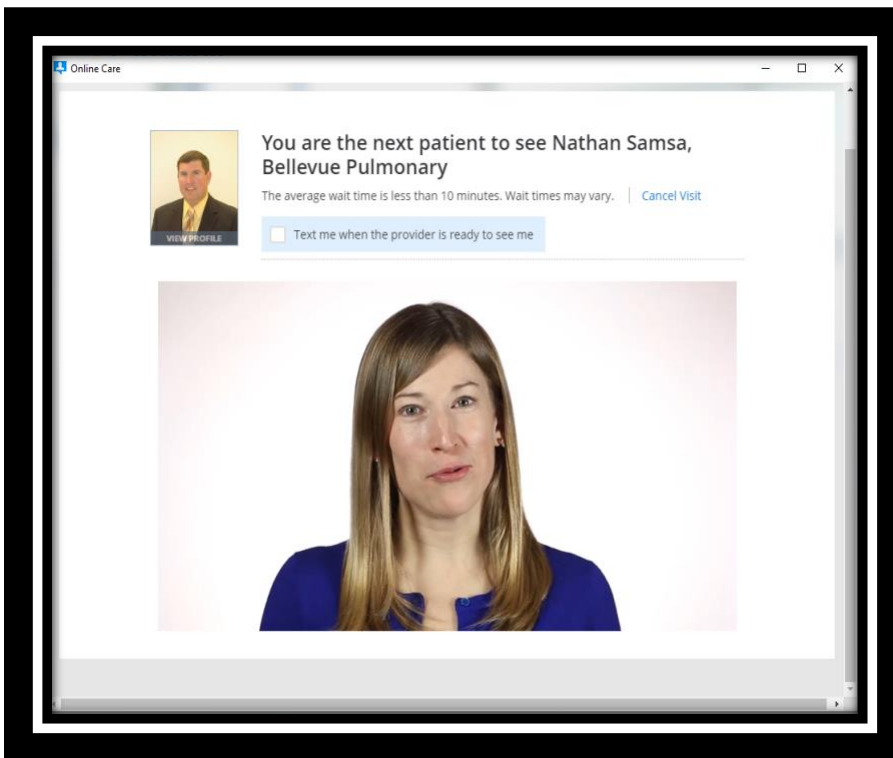 Online Care
You are the next patient to see Nathan Samsa,
Bellevue Pulmonary
The average wait time is less than 10 minutes. Wait times may vary. Cancel Visit
VIEW PROFILE
Text me when the provider is ready to see me